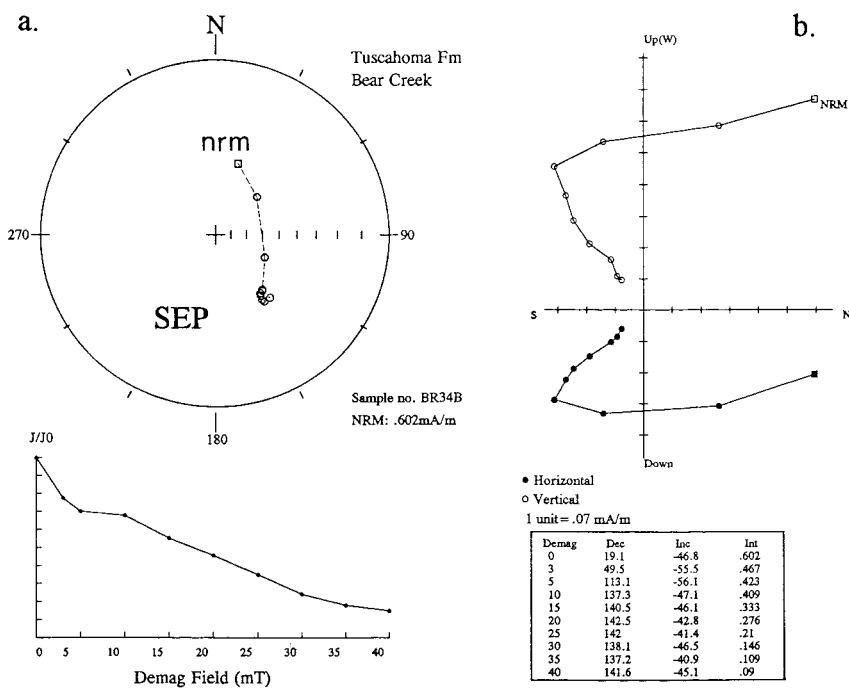 a.
N
Tuscahoma Fm
Bear Creek
nrm
270
90
SEP
Sample no. BR34B
NRM: .602mA/m
180
J/J0
0 5 10 15 20 25 30 35 40
Demag Field (mT)
b.
Up(W)
NRM
S
N
Down
● Horizontal
○ Vertical
1 unit= .07 mA/m
Demag Dec Inc Int
0 19.1 -46.8 .602
3 49.5 -55.5 .467
5 113.1 -56.1 .423
10 137.3 -47.1 .409
15 140.5 -46.1 .333
20 142.5 -42.8 .276
25 142 -41.4 .21
30 138.1 -46.5 .146
35 137.2 -40.9 .109
40 141.6 -45.1 .09